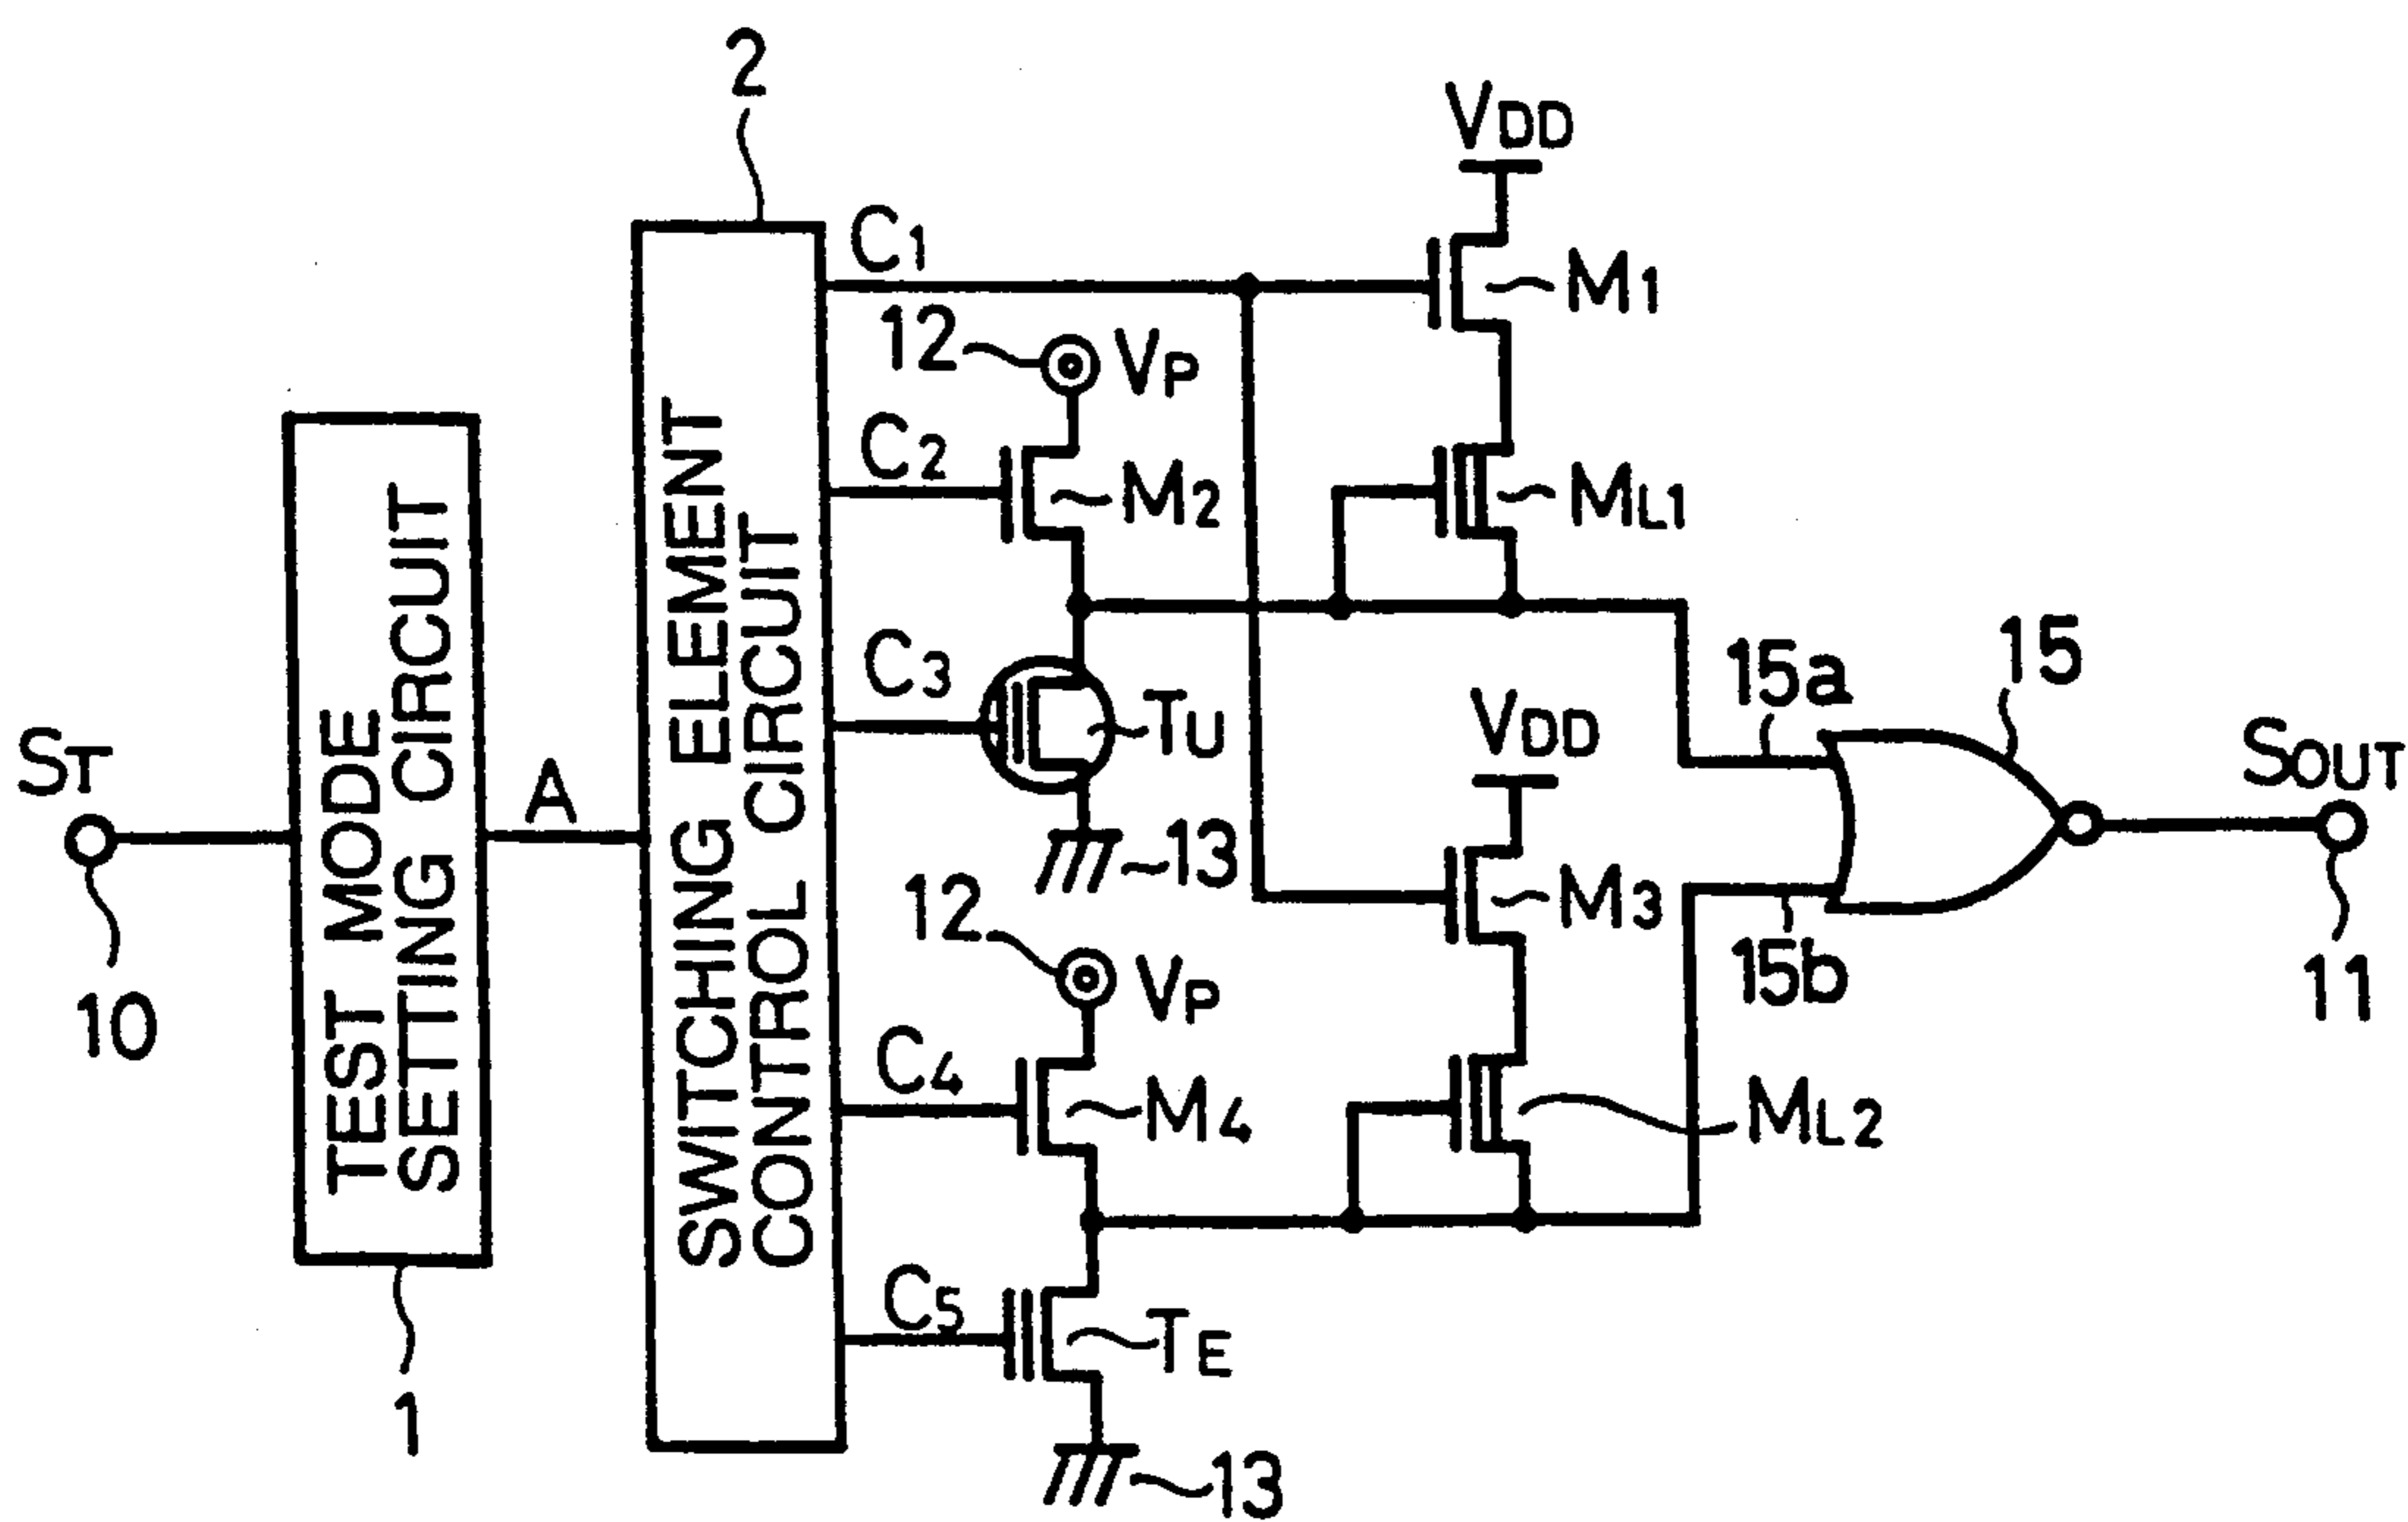 2
VDD
C1
M1
12
VP
C2
M2
ML1
C3
TU
15a
15
VDD
ST
TEST MODE
SETTING CIRCUIT
A
SWITCHING ELEMENT
CONTROL CIRCUIT
SOUT
13
12
M3
15b
11
10
VP
C4
M4
ML2
C5
TE
1
13